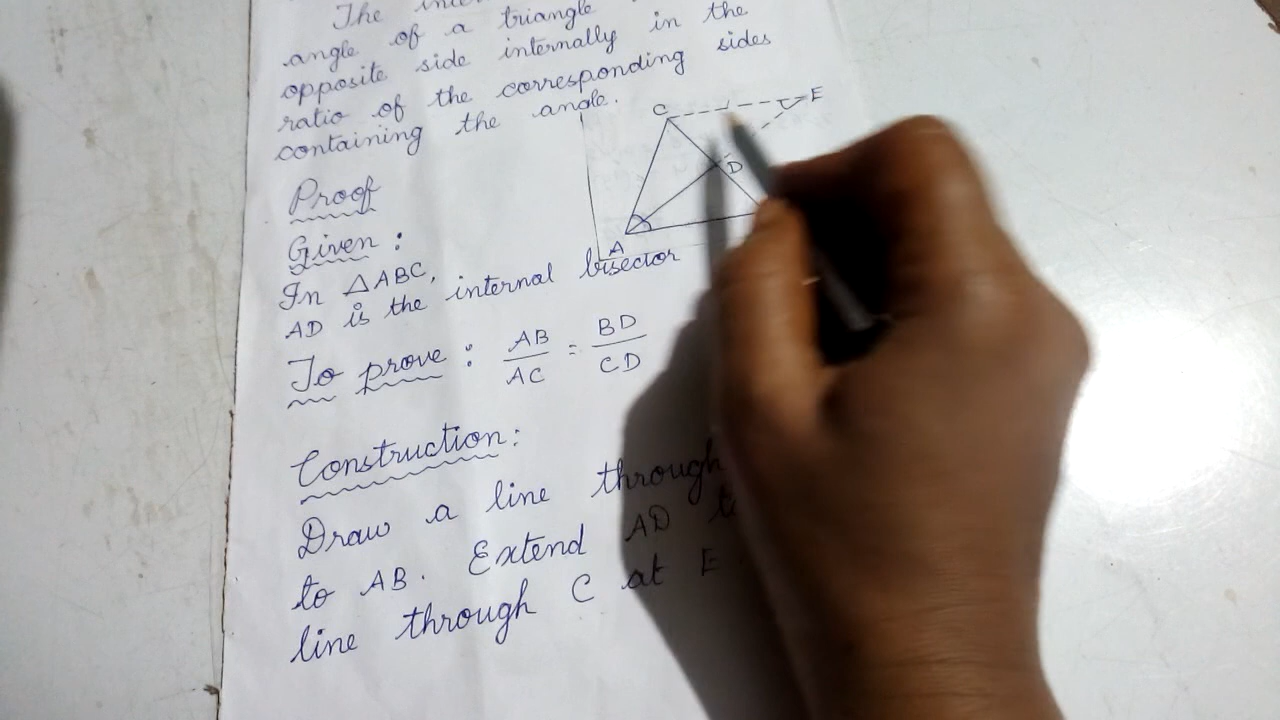 The
angle of a triangle
opposite side internally in the
ratio of the corresponding sides
containing the angle.
C
E
D
A
Proof
Given :
In △ABC,
AD is the internal bisector
To prove : AB/AC = BD/CD
Construction:
Draw a line through
to AB. Extend AD
line through C at E